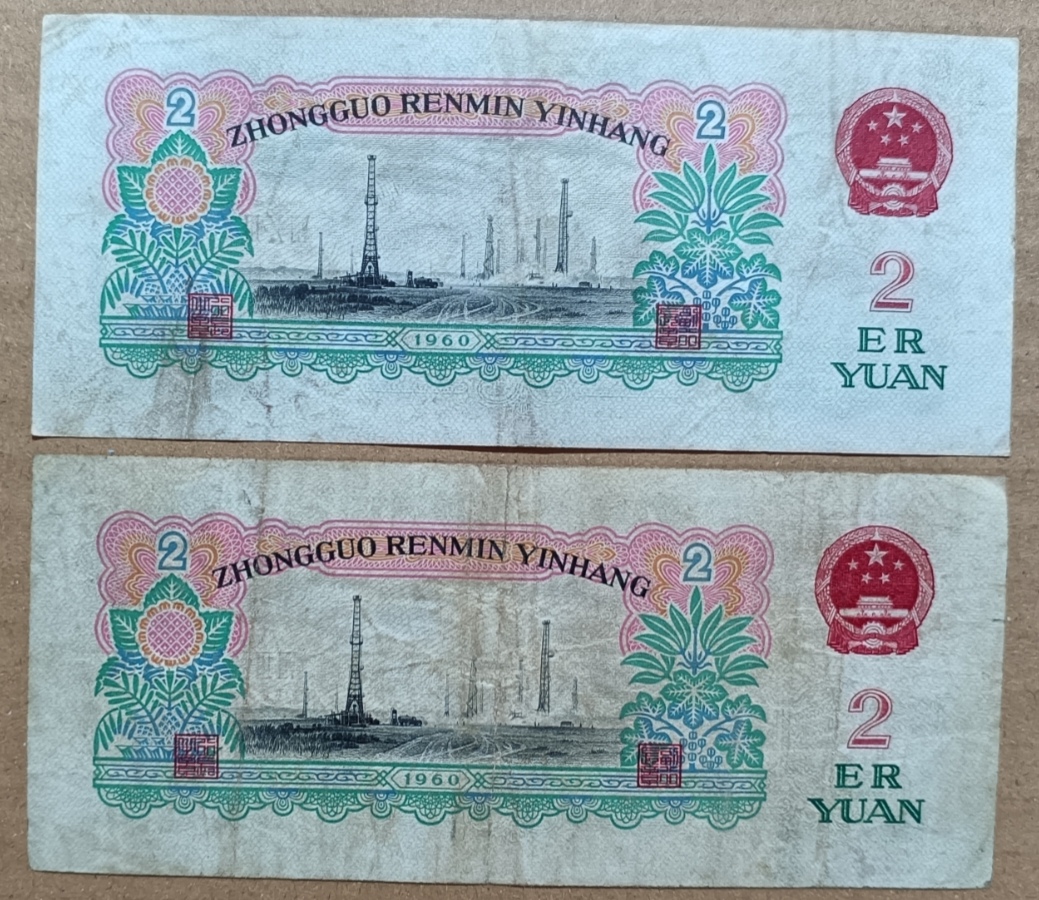 2 ZHONGGUO RENMIN YINHANG 2
1960
2
ER
YUAN
2 ZHONGGUO RENMIN YINHANG 2
1960
2
ER
YUAN